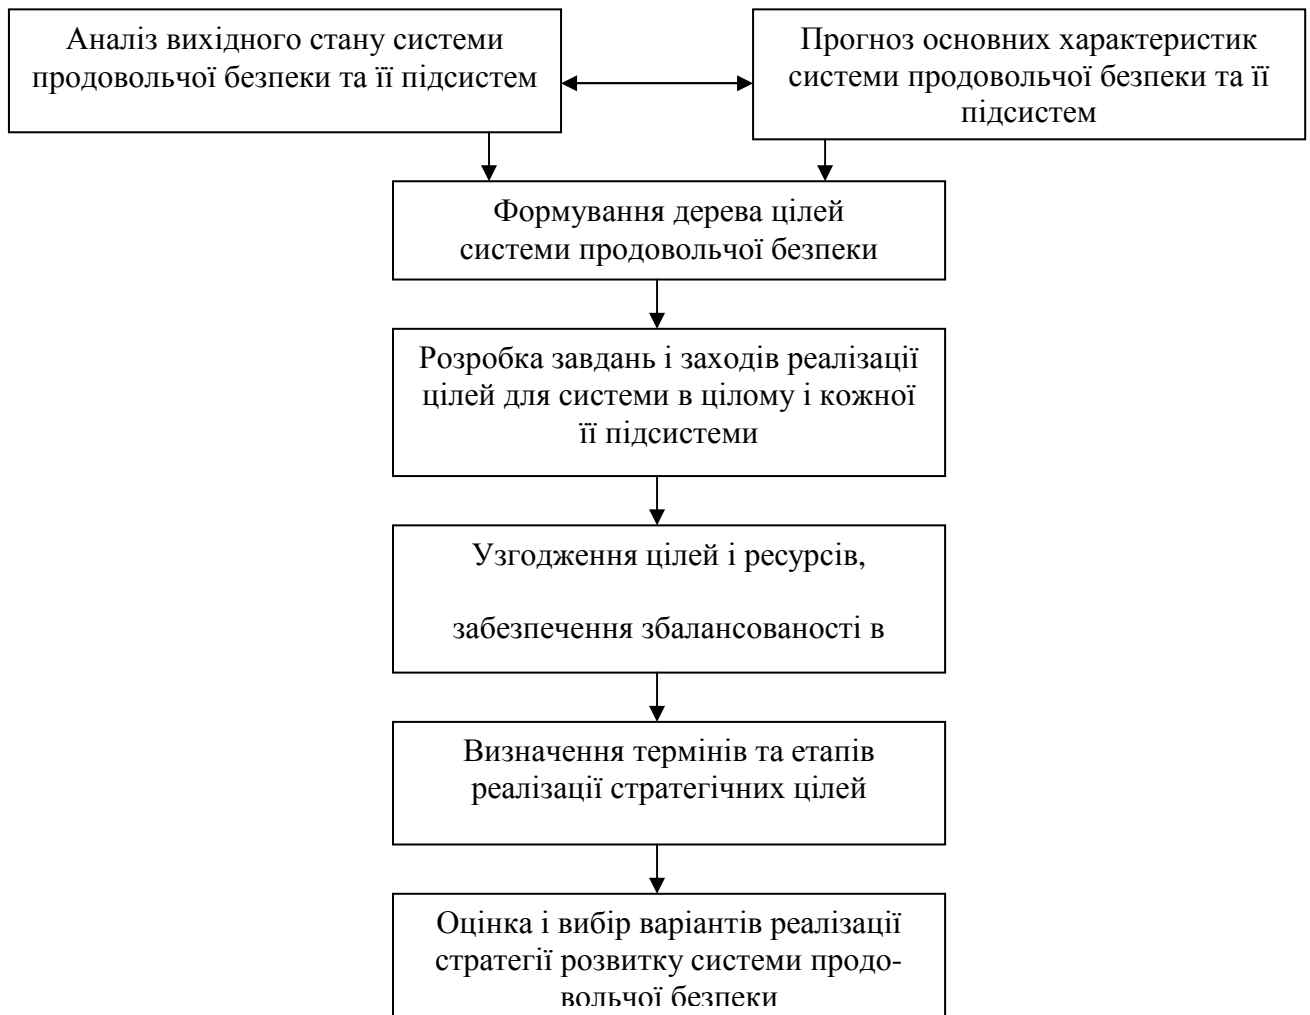 Аналіз вихідного стану системи
продовольчої безпеки та її підсистем
Прогноз основних характеристик
системи продовольчої безпеки та її
підсистем
Формування дерева цілей
системи продовольчої безпеки
Розробка завдань і заходів реалізації
цілей для системи в цілому і кожної
її підсистеми
Узгодження цілей і ресурсів,
забезпечення збалансованості в
Визначення термінів та етапів
реалізації стратегічних цілей
Оцінка і вибір варіантів реалізації
стратегії розвитку системи продо-
вольчої безпеки